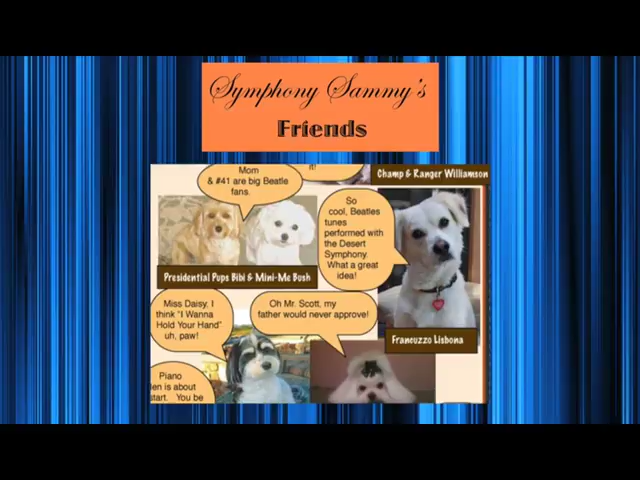 Symphony Sammy's
Friends
it!
Champ & Ranger Williamson
Mom
& #41 are big Beatle
fans.
So
cool, Beatles
tunes
performed with
the Desert
Symphony.
What a great
idea!
Presidential Pups Bibi & Mini-Me Bush
Miss Daisy, I
think "I Wanna
Hold Your Hand"
uh, paw!
Oh Mr. Scott, my
father would never approve!
Francuzzo Lisbona
Piano
len is about
start. You be